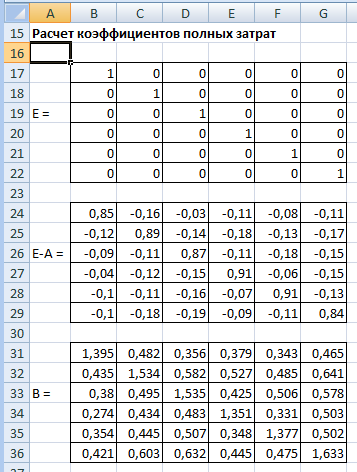 A B C D E F G
15 Расчет коэффициентов полных затрат
16
17 1 0 0 0 0 0
18 0 1 0 0 0 0
19 E = 0 0 1 0 0 0
20 0 0 0 1 0 0
21 0 0 0 0 1 0
22 0 0 0 0 0 1
23
24 0,85 -0,16 -0,03 -0,11 -0,08 -0,11
25 -0,12 0,89 -0,14 -0,18 -0,13 -0,17
26 E-A = -0,09 -0,11 0,87 -0,11 -0,18 -0,15
27 -0,04 -0,12 -0,15 0,91 -0,06 -0,15
28 -0,1 -0,11 -0,16 -0,07 0,91 -0,13
29 -0,1 -0,18 -0,19 -0,09 -0,11 0,84
30
31 1,395 0,482 0,356 0,379 0,343 0,465
32 0,435 1,534 0,582 0,527 0,485 0,641
33 B = 0,38 0,495 1,535 0,425 0,506 0,578
34 0,274 0,434 0,483 1,351 0,331 0,503
35 0,354 0,445 0,507 0,348 1,377 0,502
36 0,421 0,603 0,632 0,445 0,475 1,633